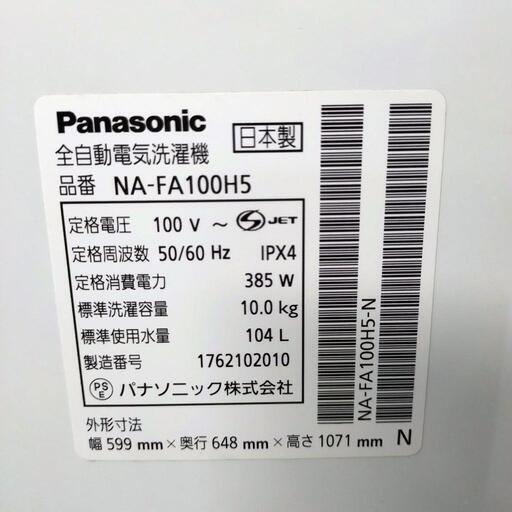 Panasonic
日本製
全自動電気洗濯機
品番 NA-FA100H5
定格電圧 100 V ～ S JET
定格周波数 50/60 Hz IPX4
定格消費電力 385 W
標準洗濯容量 10.0 kg
標準使用水量 104 L
製造番号 1762102010
PSE パナソニック株式会社
外形寸法
幅 599 mm × 奥行 648 mm × 高さ 1071 mm N
NA-FA100H5-N